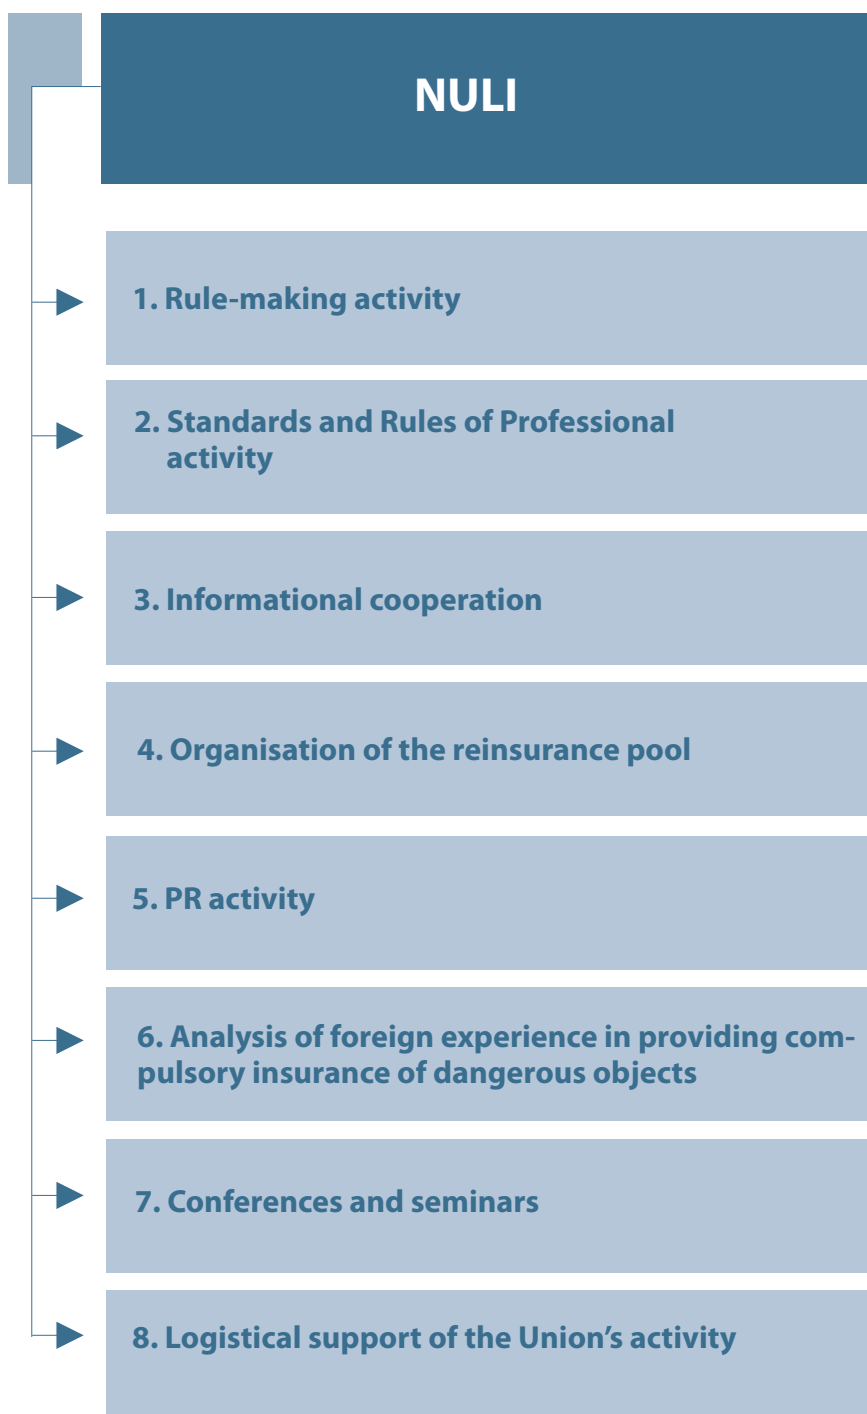 NULI
1. Rule-making activity
2. Standards and Rules of Professional
activity
3. Informational cooperation
4. Organisation of the reinsurance pool
5. PR activity
6. Analysis of foreign experience in providing com-
pulsory insurance of dangerous objects
7. Conferences and seminars
8. Logistical support of the Union’s activity